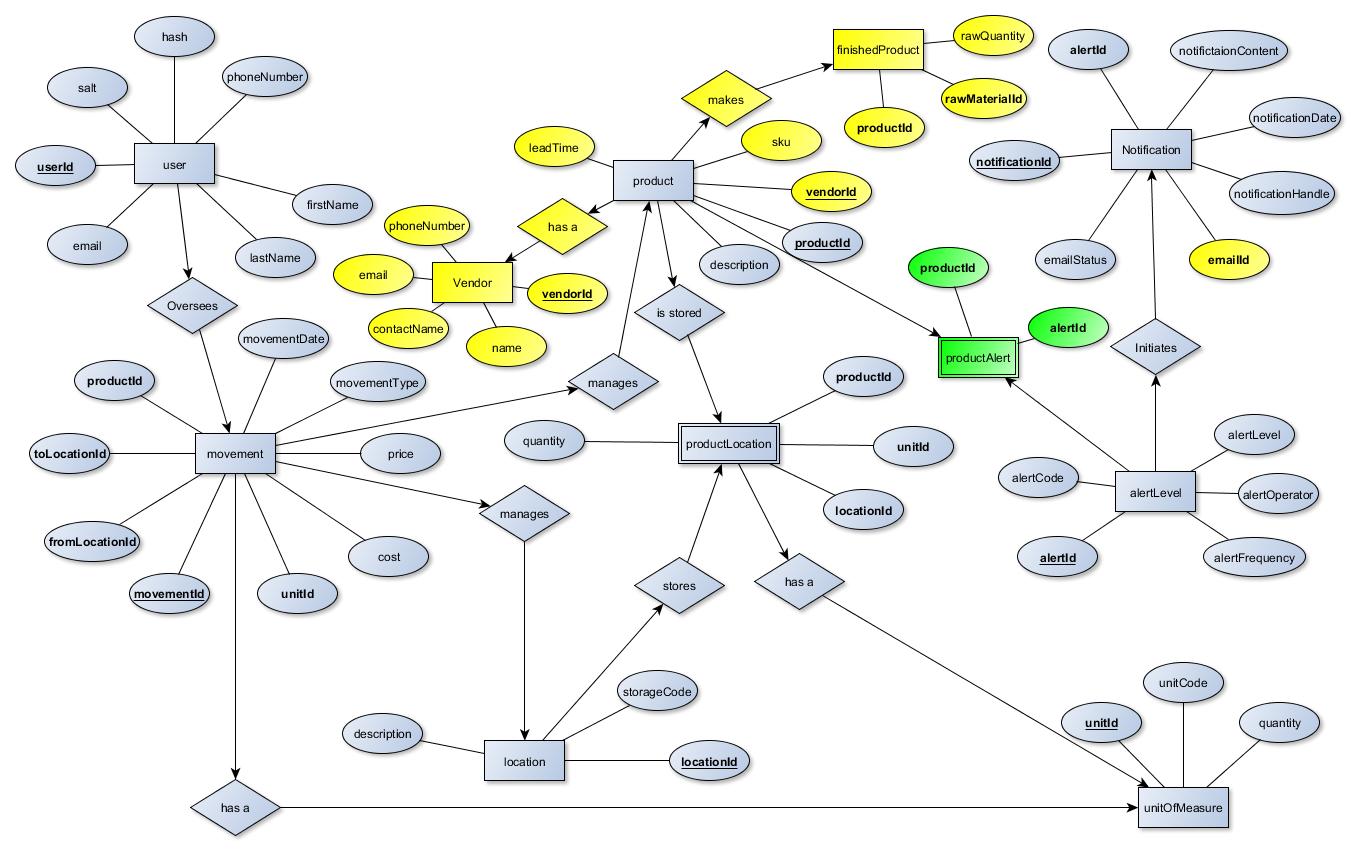 hash
salt
phoneNumber
userId
user
firstName
email
lastName
Oversees
movementDate
productId
movementType
toLocationId
movement
price
fromLocationId
movementId
unitId
cost
has a
manages
manages
leadTime
product
sku
vendorId
productId
description
makes
finishedProduct
rawQuantity
rawMaterialId
productId
has a
phoneNumber
email
Vendor
vendorId
contactName
name
is stored
productLocation
quantity
productId
unitId
locationId
stores
has a
description
storageCode
location
locationId
productId
alertId
productAlert
alertId
notifictaionContent
notificationDate
Notification
notificationId
notificationHandle
emailStatus
emailId
Initiates
alertLevel
alertCode
alertLevel
alertOperator
alertId
alertFrequency
unitCode
unitId
quantity
unitOfMeasure